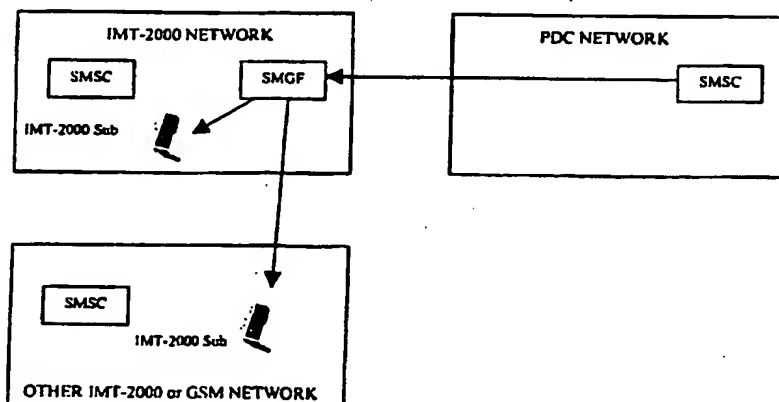 IMT-2000 NETWORK
SMSC
SMGF
IMT-2000 Sub
PDC NETWORK
SMSC
SMSC
IMT-2000 Sub
OTHER IMT-2000 or GSM NETWORK